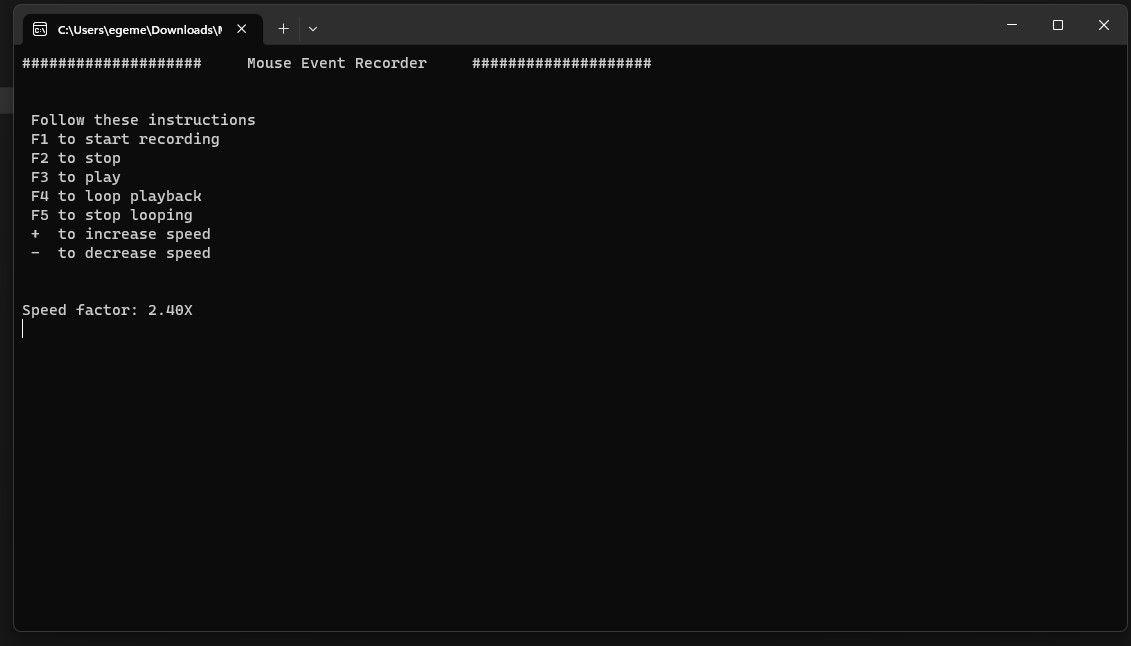 C:\Users\egeme\Downloads\
####################     Mouse Event Recorder     ####################
Follow these instructions
F1 to start recording
F2 to stop
F3 to play
F4 to loop playback
F5 to stop looping
+  to increase speed
-  to decrease speed
Speed factor: 2.40X